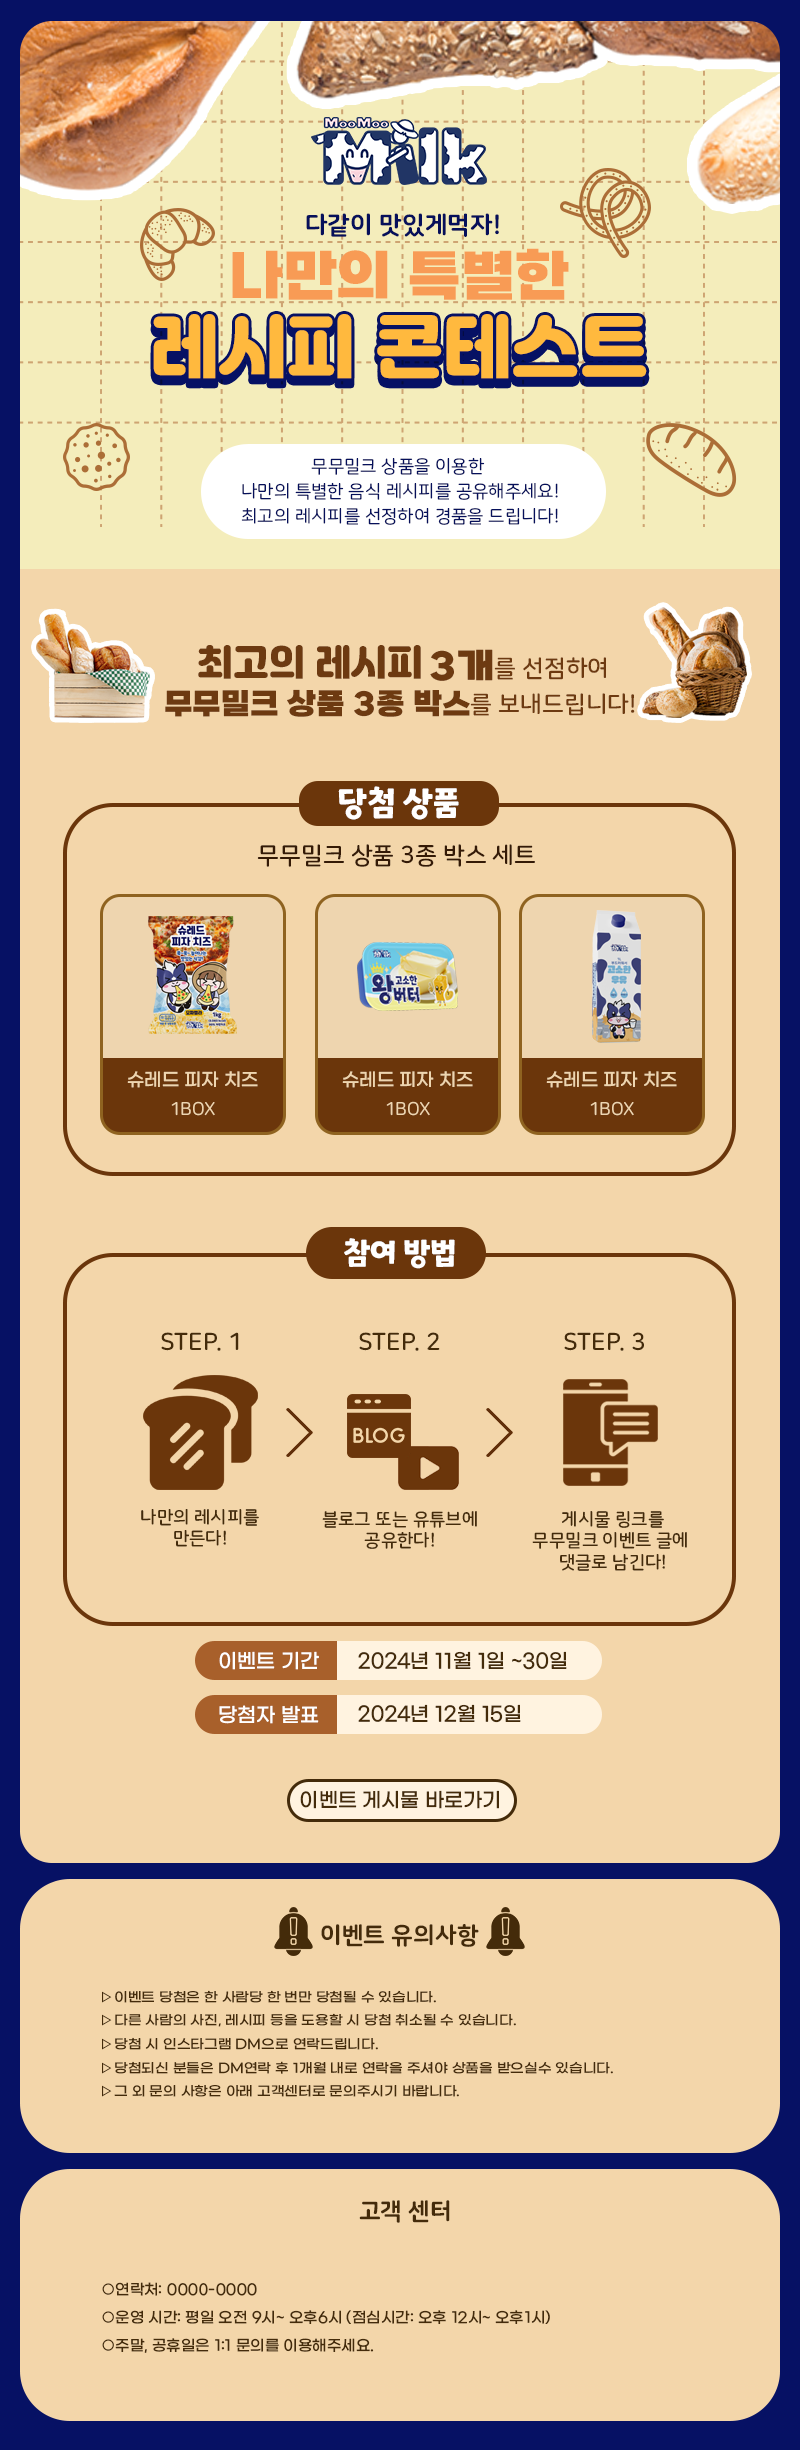 MooMoo
Milk
다같이 맛있게먹자!
나만의 특별한
레시피 콘테스트
무무밀크 상품을 이용한
나만의 특별한 음식 레시피를 공유해주세요!
최고의 레시피를 선정하여 경품을 드립니다!
최고의 레시피 3개를 선점하여
무무밀크 상품 3종 박스를 보내드립니다!
당첨 상품
무무밀크 상품 3종 박스 세트
슈레드
피자 치즈
1kg
고소한
왕버터
Milk
고소한
우유
슈레드 피자 치즈
1BOX
슈레드 피자 치즈
1BOX
슈레드 피자 치즈
1BOX
참여 방법
STEP. 1
STEP. 2
STEP. 3
BLOG
나만의 레시피를
만든다!
블로그 또는 유튜브에
공유한다!
게시물 링크를
무무밀크 이벤트 글에
댓글로 남긴다!
이벤트 기간 2024년 11월 1일 ~30일
당첨자 발표 2024년 12월 15일
이벤트 게시물 바로가기
이벤트 유의사항
▷ 이벤트 당첨은 한 사람당 한 번만 당첨될 수 있습니다.
▷ 다른 사람의 사진, 레시피 등을 도용할 시 당첨 취소될 수 있습니다.
▷ 당첨 시 인스타그램 DM으로 연락드립니다.
▷ 당첨되신 분들은 DM연락 후 1개월 내로 연락을 주셔야 상품을 받으실수 있습니다.
▷ 그 외 문의 사항은 아래 고객센터로 문의주시기 바랍니다.
고객 센터
○연락처: 0000-0000
○운영 시간: 평일 오전 9시~ 오후6시 (점심시간: 오후 12시~ 오후1시)
○주말, 공휴일은 1:1 문의를 이용해주세요.